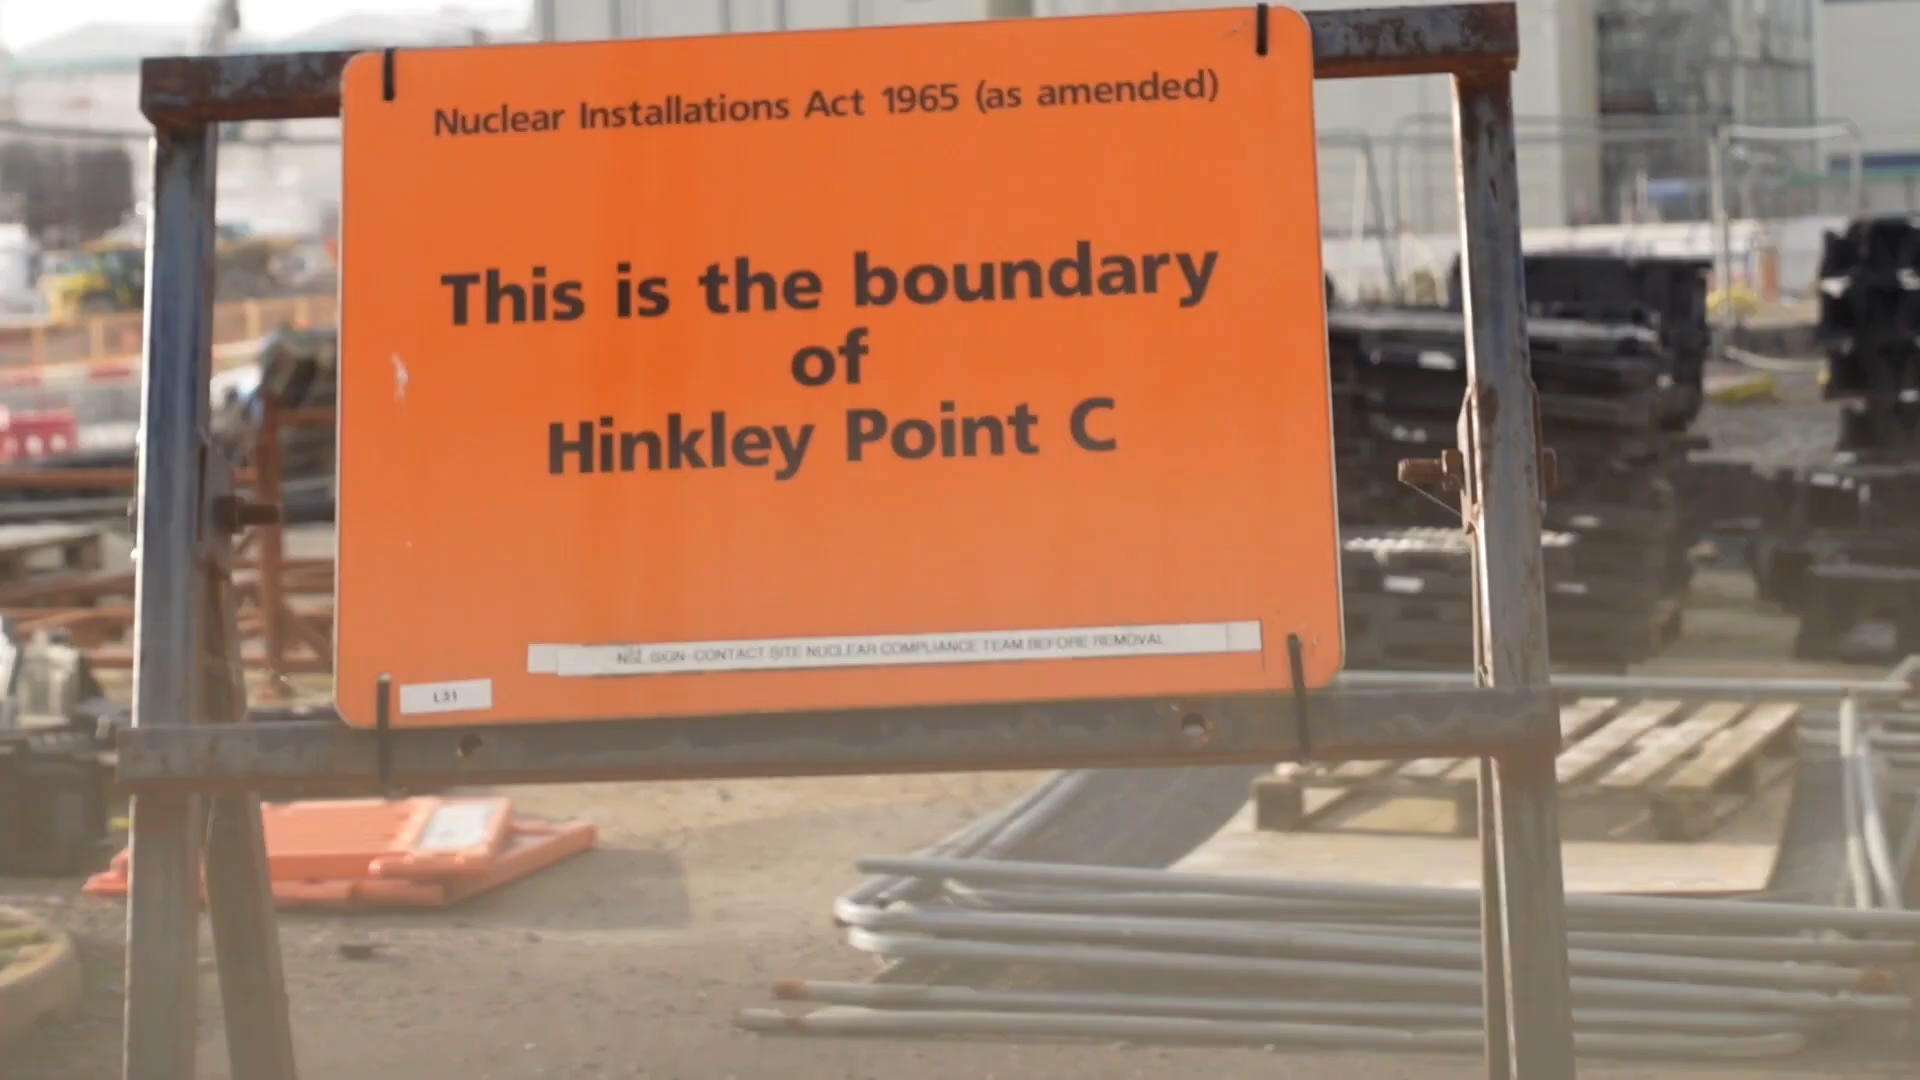 Nuclear Installations Act 1965 (as amended)
This is the boundary
of
Hinkley Point C
NSL SIGN- CONTACT SITE NUCLEAR COMPLIANCE TEAM BEFORE REMOVAL
L31